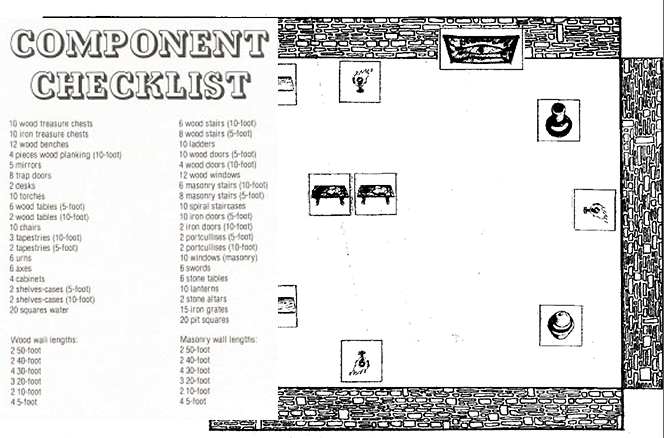 COMPONENT
CHECKLIST
10 wood treasure chests
10 iron treasure chests
12 wood benches
4 pieces wood planking (10-foot)
5 mirrors
8 trap doors
2 desks
10 torches
6 wood tables (5-foot)
2 wood tables (10-foot)
10 chairs
3 tapestries (10-foot)
2 tapestries (5-foot)
6 urns
6 axes
4 cabinets
2 shelves-cases (5-foot)
2 shelves-cases (10-foot)
20 squares water
Wood wall lengths:
2 50-foot
2 40-foot
4 30-foot
3 20-foot
2 10-foot
4 5-foot
6 wood stairs (10-foot)
8 wood stairs (5-foot)
10 ladders
10 wood doors (5-foot)
4 wood doors (10-foot)
12 wood windows
6 masonry stairs (10-foot)
8 masonry stairs (5-foot)
10 spiral staircases
10 iron doors (5-foot)
2 iron doors (10-foot)
2 portcullises (5-foot)
2 portcullises (10-foot)
10 windows (masonry)
6 swords
6 stone tables
10 lanterns
2 stone altars
15 iron grates
20 pit squares
Masonry wall lengths:
2 50-foot
2 40-foot
4 30-foot
3 20-foot
2 10-foot
4 5-foot